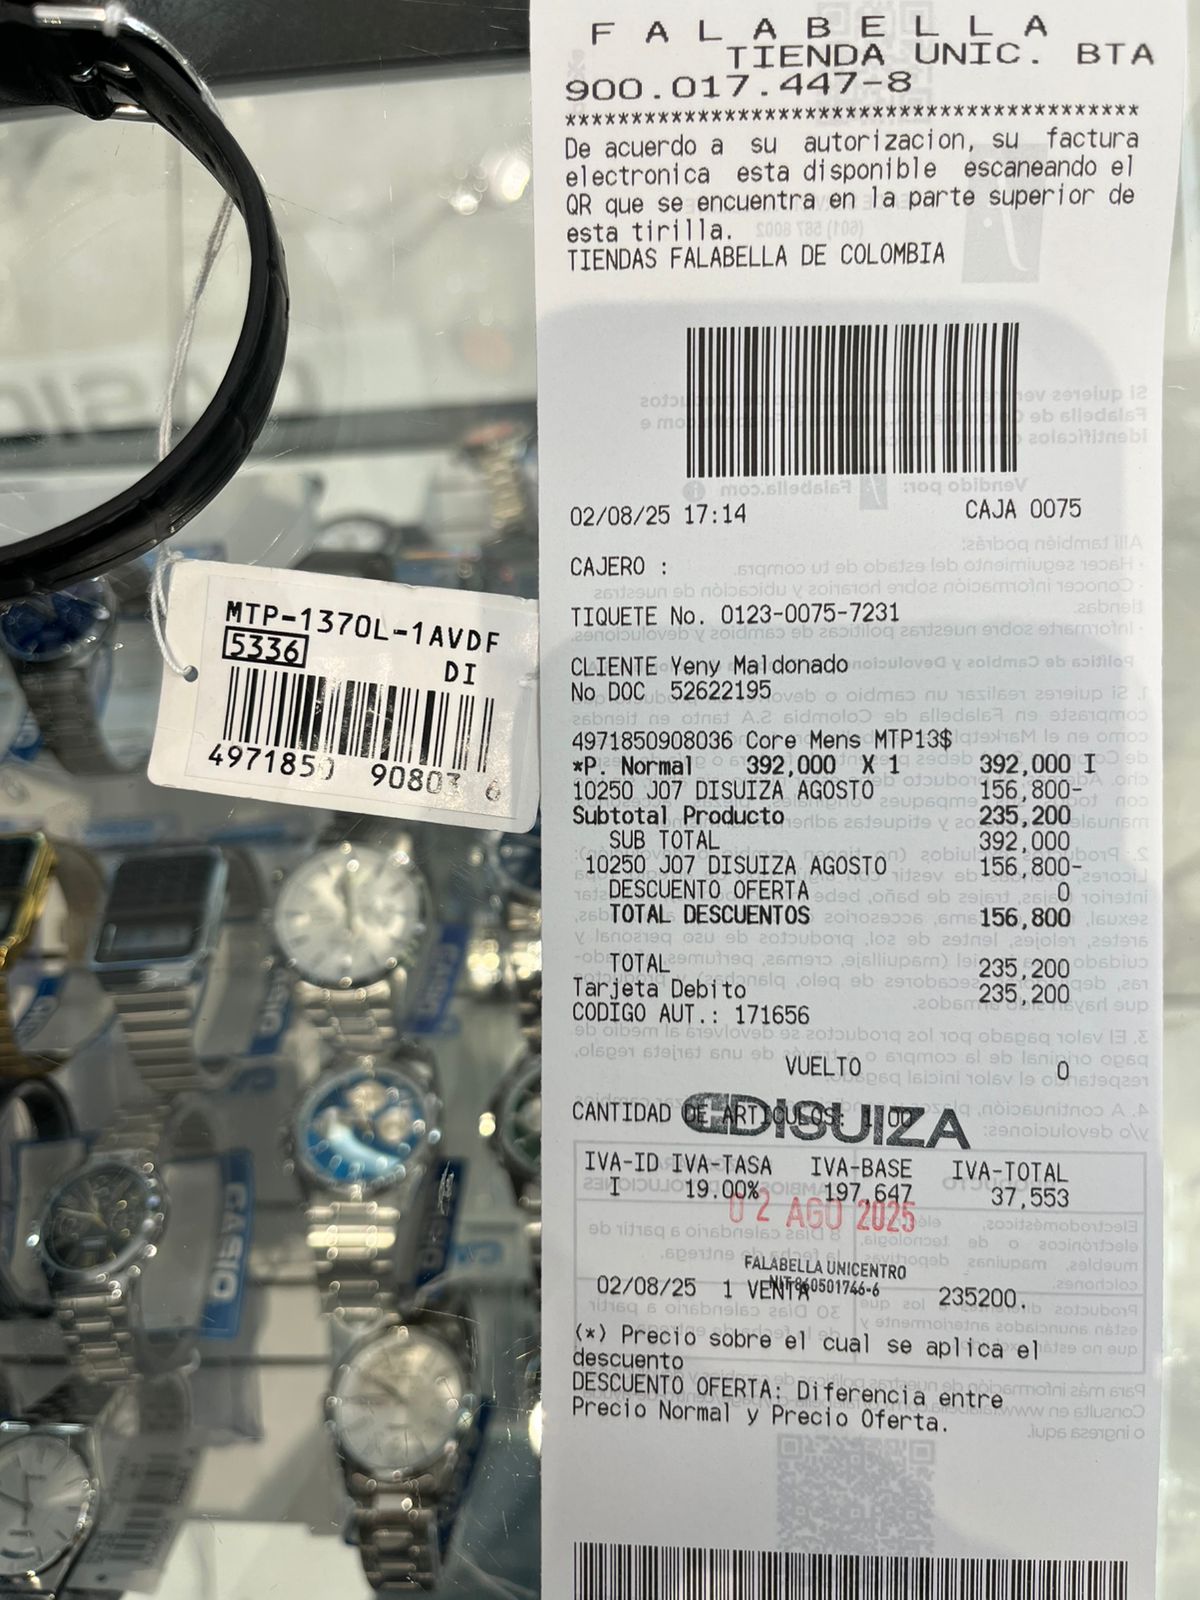 F A L A B E L L A
TIENDA UNIC. BTA
900.017.447-8
********************************************
De acuerdo a su autorizacion, su factura
electronica esta disponible escaneando el
QR que se encuentra en la parte superior de
esta tirilla.
TIENDAS FALABELLA DE COLOMBIA
02/08/25 17:14 CAJA 0075
CAJERO :
TIQUETE No. 0123-0075-7231
CLIENTE Yeny Maldonado
No DOC 52622195
4971850908036 Core Mens MTP13$
*P. Normal 392,000 X 1 392,000 I
10250 J07 DISUIZA AGOSTO 156,800-
Subtotal Producto 235,200
SUB TOTAL 392,000
10250 J07 DISUIZA AGOSTO 156,800-
DESCUENTO OFERTA 0
TOTAL DESCUENTOS 156,800
TOTAL 235,200
Tarjeta Debito 235,200
CODIGO AUT.: 171656
VUELTO 0
CANTIDAD DE ARTICULOS:
DISUIZA
IVA-ID IVA-TASA IVA-BASE IVA-TOTAL
I 19.00% 197,647 37,553
02 AGO 2025
FALABELLA UNICENTRO
NIT 860501746-6
02/08/25 1 VENTA 235200.
(*) Precio sobre el cual se aplica el
descuento
DESCUENTO OFERTA: Diferencia entre
Precio Normal y Precio Oferta.
MTP-1370L-1AVDF
5336 DI
4971850 908036
CASIO
CASIO
CASIO